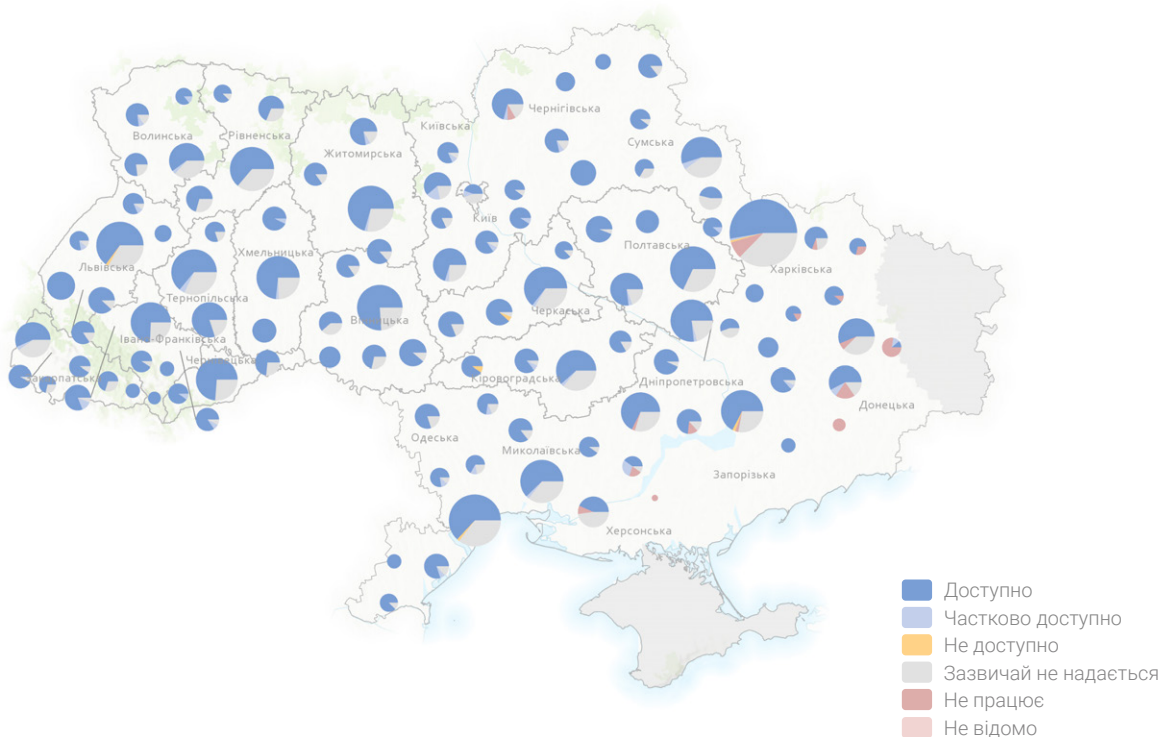 Чернігівська
Київська
Волинська
Рівненська
Сумська
Житомирська
Київ
Полтавська
Хмельницька
Львівська
Харківська
Тернопільська
Черкаська
Вінницька
Івано-Франківська
Чернівецька
Закарпатська
Кіровоградська
Дніпропетровська
Донецька
Одеська
Миколаївська
Запорізька
Херсонська
Доступно
Частково доступно
Не доступно
Зазвичай не надається
Не працює
Не відомо